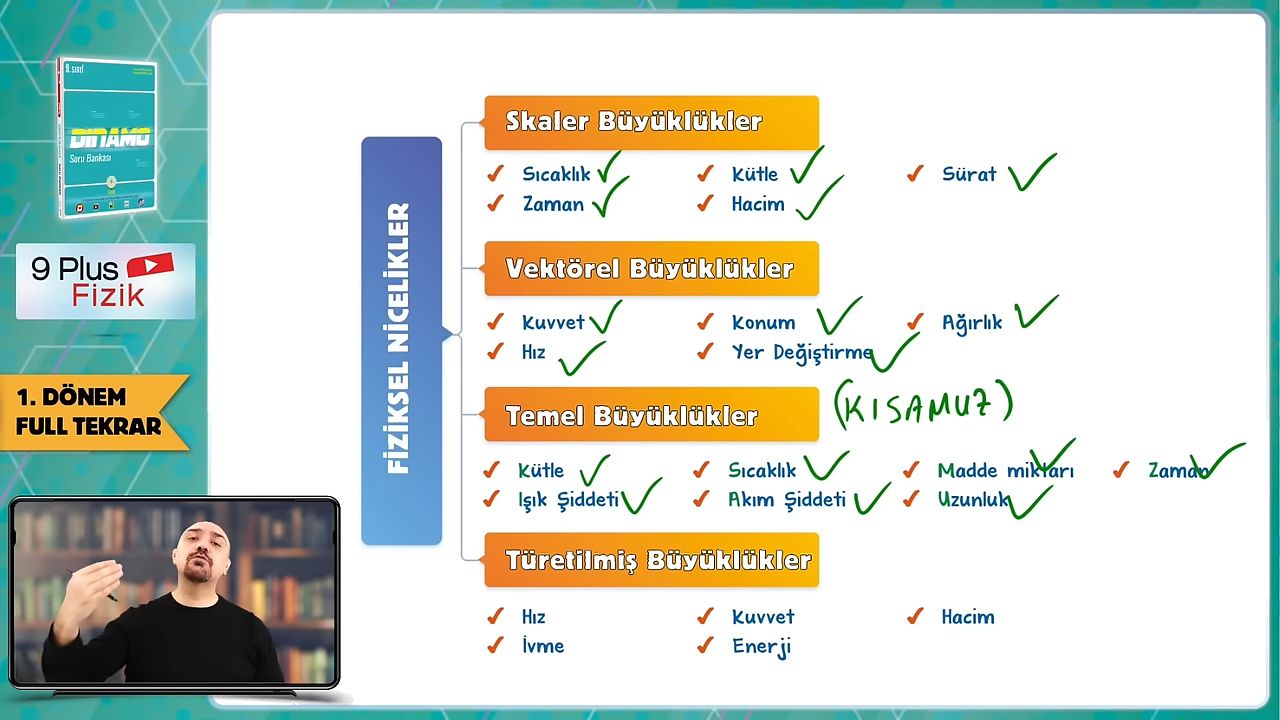 9. SINIF
DİNAMO
Soru Bankası
9 Plus
Fizik
1. DÖNEM
FULL TEKRAR
FİZİKSEL NİCELİKLER
Skaler Büyüklükler
Sıcaklık Kütle Sürat
Zaman Hacim
Vektörel Büyüklükler
Kuvvet Konum Ağırlık
Hız Yer Değiştirme
Temel Büyüklükler (KISAMUZ)
Kütle Sıcaklık Madde miktarı Zaman
Işık Şiddeti Akım Şiddeti Uzunluk
Türetilmiş Büyüklükler
Hız Kuvvet Hacim
İvme Enerji